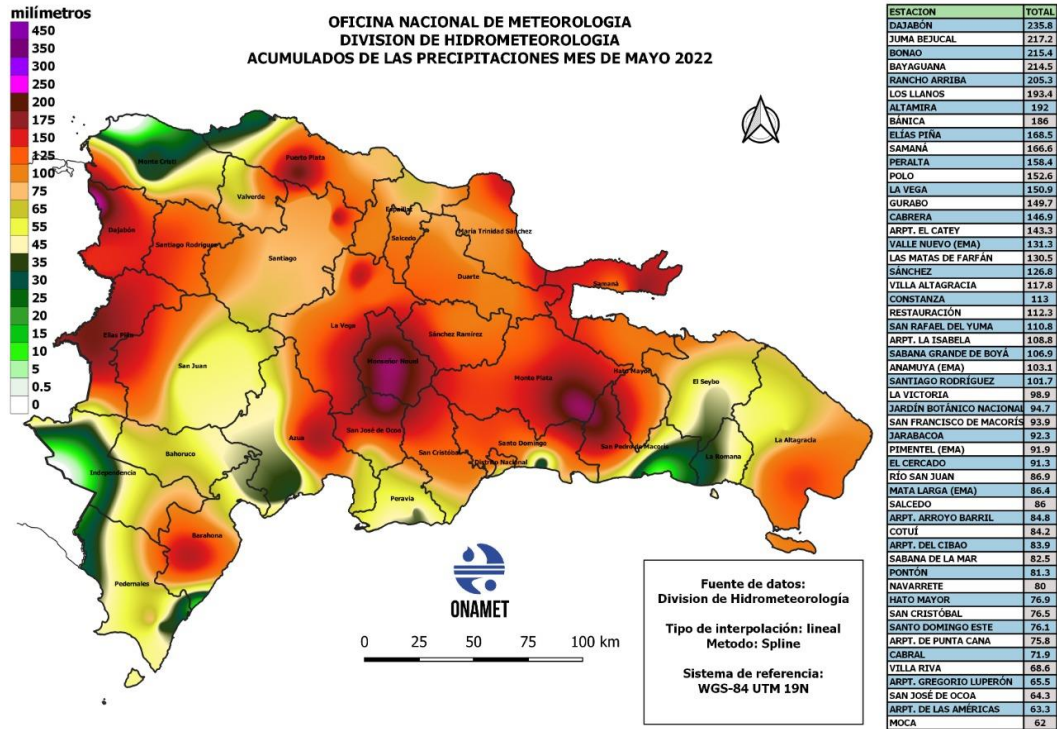 OFICINA NACIONAL DE METEOROLOGIA
DIVISION DE HIDROMETEOROLOGIA
ACUMULADOS DE LAS PRECIPITACIONES MES DE MAYO 2022
milímetros
450
350
300
250
200
175
150
125
100
75
65
55
45
35
30
25
20
15
10
5
0.5
0
Monte Cristi
Puerto Plata
Valverde
Dajabón
Santiago Rodríguez
Santiago
Espaillat
Salcedo
María Trinidad Sánchez
Duarte
Samaná
Elías Piña
San Juan
La Vega
Monseñor Nouel
Sánchez Ramírez
Monte Plata
Hato Mayor
El Seybo
La Altagracia
Azua
San José de Ocoa
San Cristóbal
Santo Domingo
Distrito Nacional
San Pedro de Macorís
La Romana
Bahoruco
Independencia
Peravia
Barahona
Pedernales
ONAMET
0 25 50 75 100 km
Fuente de datos:
Division de Hidrometeorología
Tipo de interpolación: lineal
Metodo: Spline
Sistema de referencia:
WGS-84 UTM 19N
ESTACION TOTAL
DAJABÓN 235.8
JUMA BEJUCAL 217.2
BONAO 215.4
BAYAGUANA 214.5
RANCHO ARRIBA 205.3
LOS LLANOS 193.4
ALTAMIRA 192
BÁNICA 186
ELÍAS PIÑA 168.5
SAMANÁ 166.6
PERALTA 158.4
POLO 152.6
LA VEGA 150.9
GURABO 149.7
CABRERA 146.9
ARPT. EL CATEY 143.3
VALLE NUEVO (EMA) 131.3
LAS MATAS DE FARFÁN 130.5
SÁNCHEZ 126.8
VILLA ALTAGRACIA 117.8
CONSTANZA 113
RESTAURACIÓN 112.3
SAN RAFAEL DEL YUMA 110.8
ARPT. LA ISABELA 108.8
SABANA GRANDE DE BOYÁ 106.9
ANAMUYA (EMA) 103.1
SANTIAGO RODRÍGUEZ 101.7
LA VICTORIA 98.9
JARDÍN BOTÁNICO NACIONAL 94.7
SAN FRANCISCO DE MACORÍS 93.9
JARABACOA 92.3
PIMENTEL (EMA) 91.9
EL CERCADO 91.3
RÍO SAN JUAN 86.9
MATA LARGA (EMA) 86.4
SALCEDO 86
ARPT. ARROYO BARRIL 84.8
COTUÍ 84.2
ARPT. DEL CIBAO 83.9
SABANA DE LA MAR 82.5
PONTÓN 81.3
NAVARRETE 80
HATO MAYOR 76.9
SAN CRISTÓBAL 76.5
SANTO DOMINGO ESTE 76.1
ARPT. DE PUNTA CANA 75.8
CABRAL 71.9
VILLA RIVA 68.6
ARPT. GREGORIO LUPERÓN 65.5
SAN JOSÉ DE OCOA 64.3
ARPT. DE LAS AMÉRICAS 63.3
MOCA 62